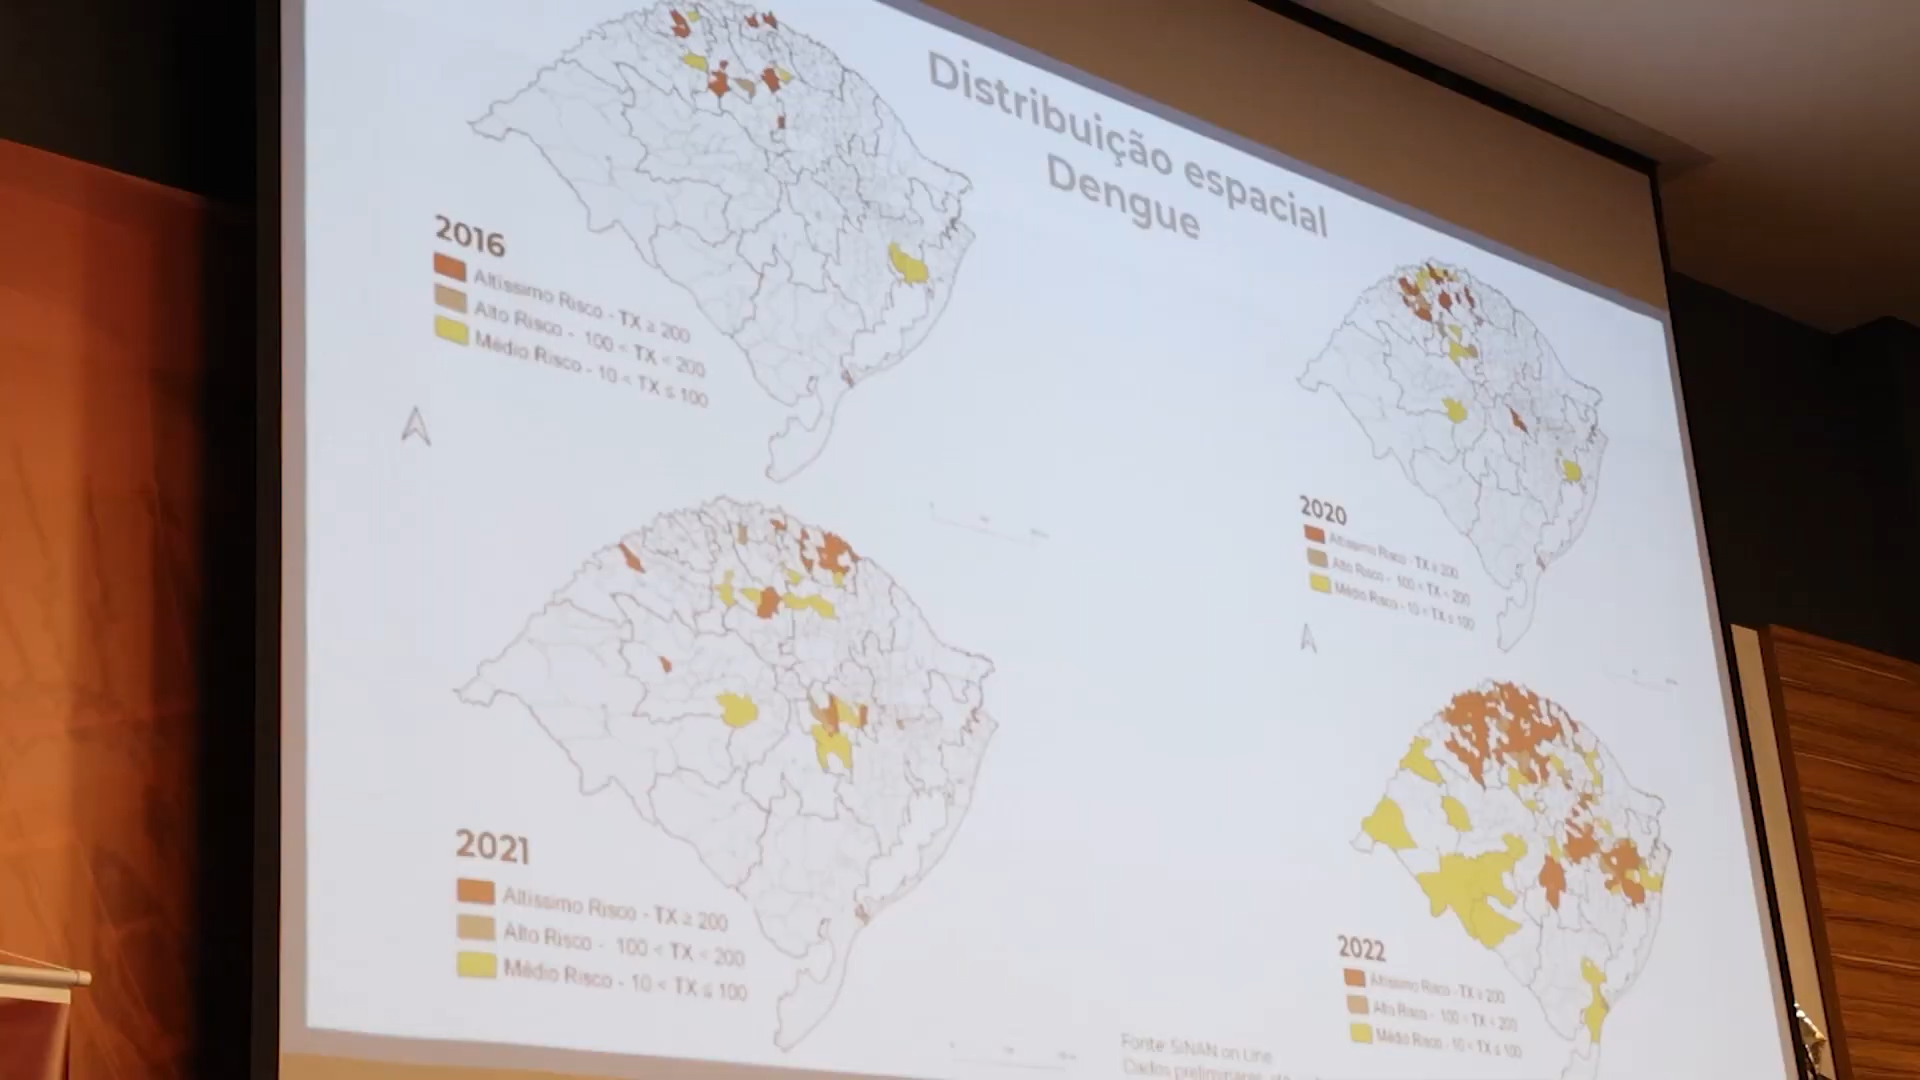 Distribuição espacial
Dengue
2016
Altíssimo Risco - TX ≥ 200
Alto Risco - 100 < TX < 200
Médio Risco - 10 < TX ≤ 100
2020
Altíssimo Risco - TX ≥ 200
Alto Risco - 100 < TX < 200
Médio Risco - 10 < TX ≤ 100
2021
Altíssimo Risco - TX ≥ 200
Alto Risco - 100 < TX < 200
Médio Risco - 10 < TX ≤ 100
2022
Altíssimo Risco - TX ≥ 200
Alto Risco - 100 < TX < 200
Médio Risco - 10 < TX ≤ 100
Fonte: SINAN on Line
Dados preliminares